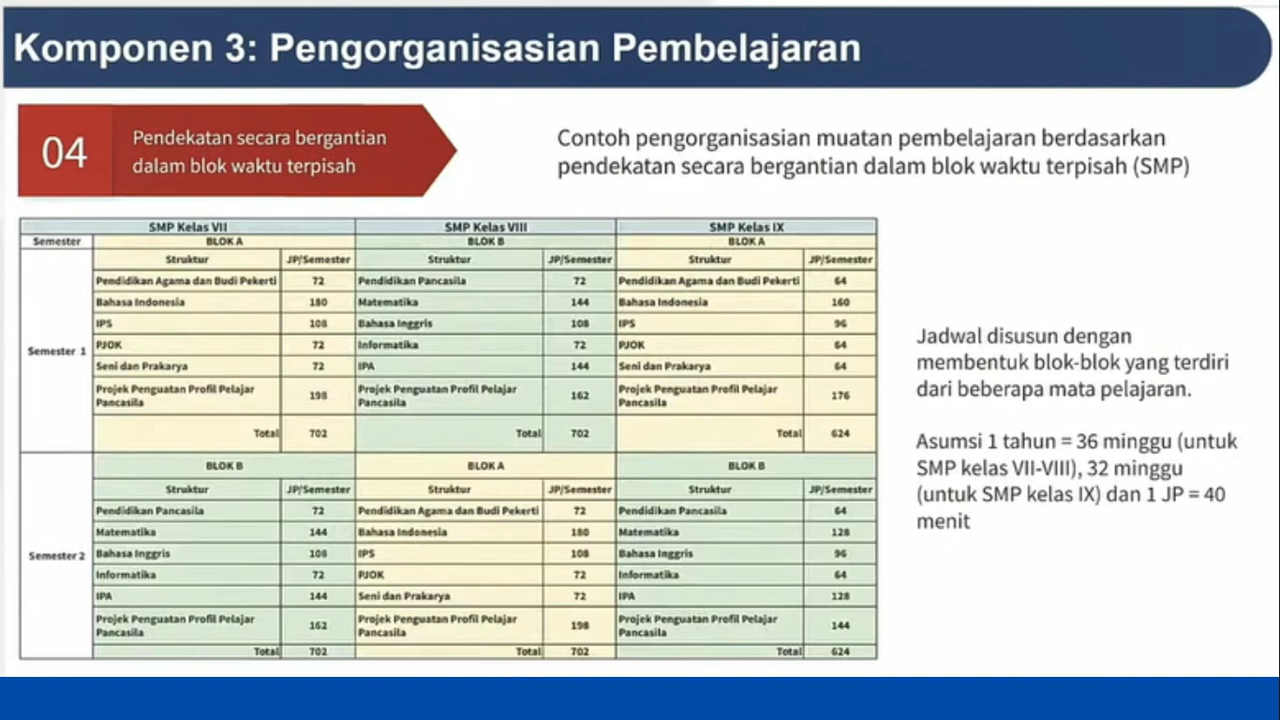 Komponen 3: Pengorganisasian Pembelajaran
04
Pendekatan secara bergantian
dalam blok waktu terpisah
Contoh pengorganisasian muatan pembelajaran berdasarkan
pendekatan secara bergantian dalam blok waktu terpisah (SMP)
SMP Kelas VII SMP Kelas VIII SMP Kelas IX
Semester BLOK A BLOK B BLOK A
Struktur JP/Semester Struktur JP/Semester Struktur JP/Semester
Pendidikan Agama dan Budi Pekerti 72 Pendidikan Pancasila 72 Pendidikan Agama dan Budi Pekerti 64
Bahasa Indonesia 180 Matematika 144 Bahasa Indonesia 160
IPS 108 Bahasa Inggris 108 IPS 96
Semester 1 PJOK 72 Informatika 72 PJOK 64
Seni dan Prakarya 72 IPA 144 Seni dan Prakarya 64
Projek Penguatan Profil Pelajar Pancasila 198 Projek Penguatan Profil Pelajar Pancasila 162 Projek Penguatan Profil Pelajar Pancasila 176
Total 702 Total 702 Total 624
BLOK B BLOK A BLOK B
Struktur JP/Semester Struktur JP/Semester Struktur JP/Semester
Pendidikan Pancasila 72 Pendidikan Agama dan Budi Pekerti 72 Pendidikan Pancasila 64
Matematika 144 Bahasa Indonesia 180 Matematika 128
Semester 2 Bahasa Inggris 108 IPS 108 Bahasa Inggris 96
Informatika 72 PJOK 72 Informatika 64
IPA 144 Seni dan Prakarya 72 IPA 128
Projek Penguatan Profil Pelajar Pancasila 162 Projek Penguatan Profil Pelajar Pancasila 198 Projek Penguatan Profil Pelajar Pancasila 144
Total 702 Total 702 Total 624
Jadwal disusun dengan
membentuk blok-blok yang terdiri
dari beberapa mata pelajaran.
Asumsi 1 tahun = 36 minggu (untuk
SMP kelas VII-VIII), 32 minggu
(untuk SMP kelas IX) dan 1 JP = 40
menit